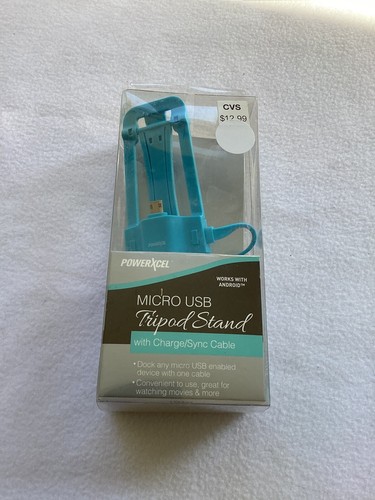 CVS
$12.99
POWERXCEL
WORKS WITH
ANDROID™
MICRO USB
Tripod Stand
with Charge/Sync Cable
• Dock any micro USB enabled
device with one cable
• Convenient to use, great for
watching movies & more